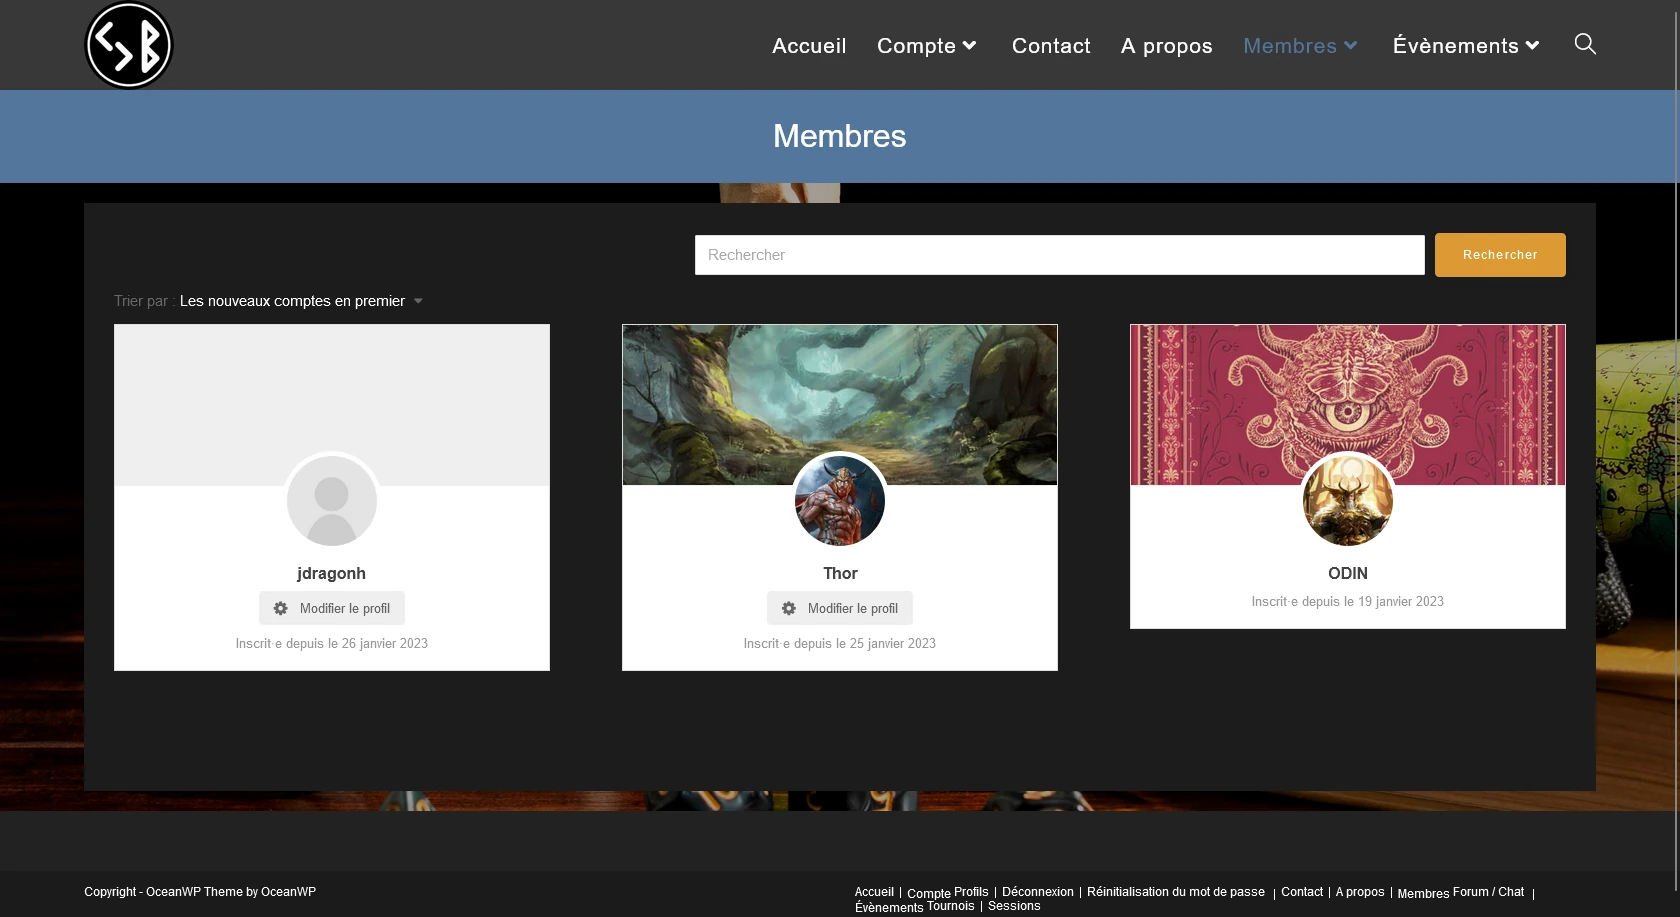 SDB
Accueil Compte Contact A propos Membres Évènements
Membres
Rechercher Rechercher
Trier par : Les nouveaux comptes en premier
jdragonh
Modifier le profil
Inscrit·e depuis le 26 janvier 2023
Thor
Modifier le profil
Inscrit·e depuis le 25 janvier 2023
ODIN
Inscrit·e depuis le 19 janvier 2023
Copyright - OceanWP Theme by OceanWP
Accueil | Compte Profils | Déconnexion | Réinitialisation du mot de passe | Contact | A propos | Membres Forum / Chat |
Évènements Tournois | Sessions